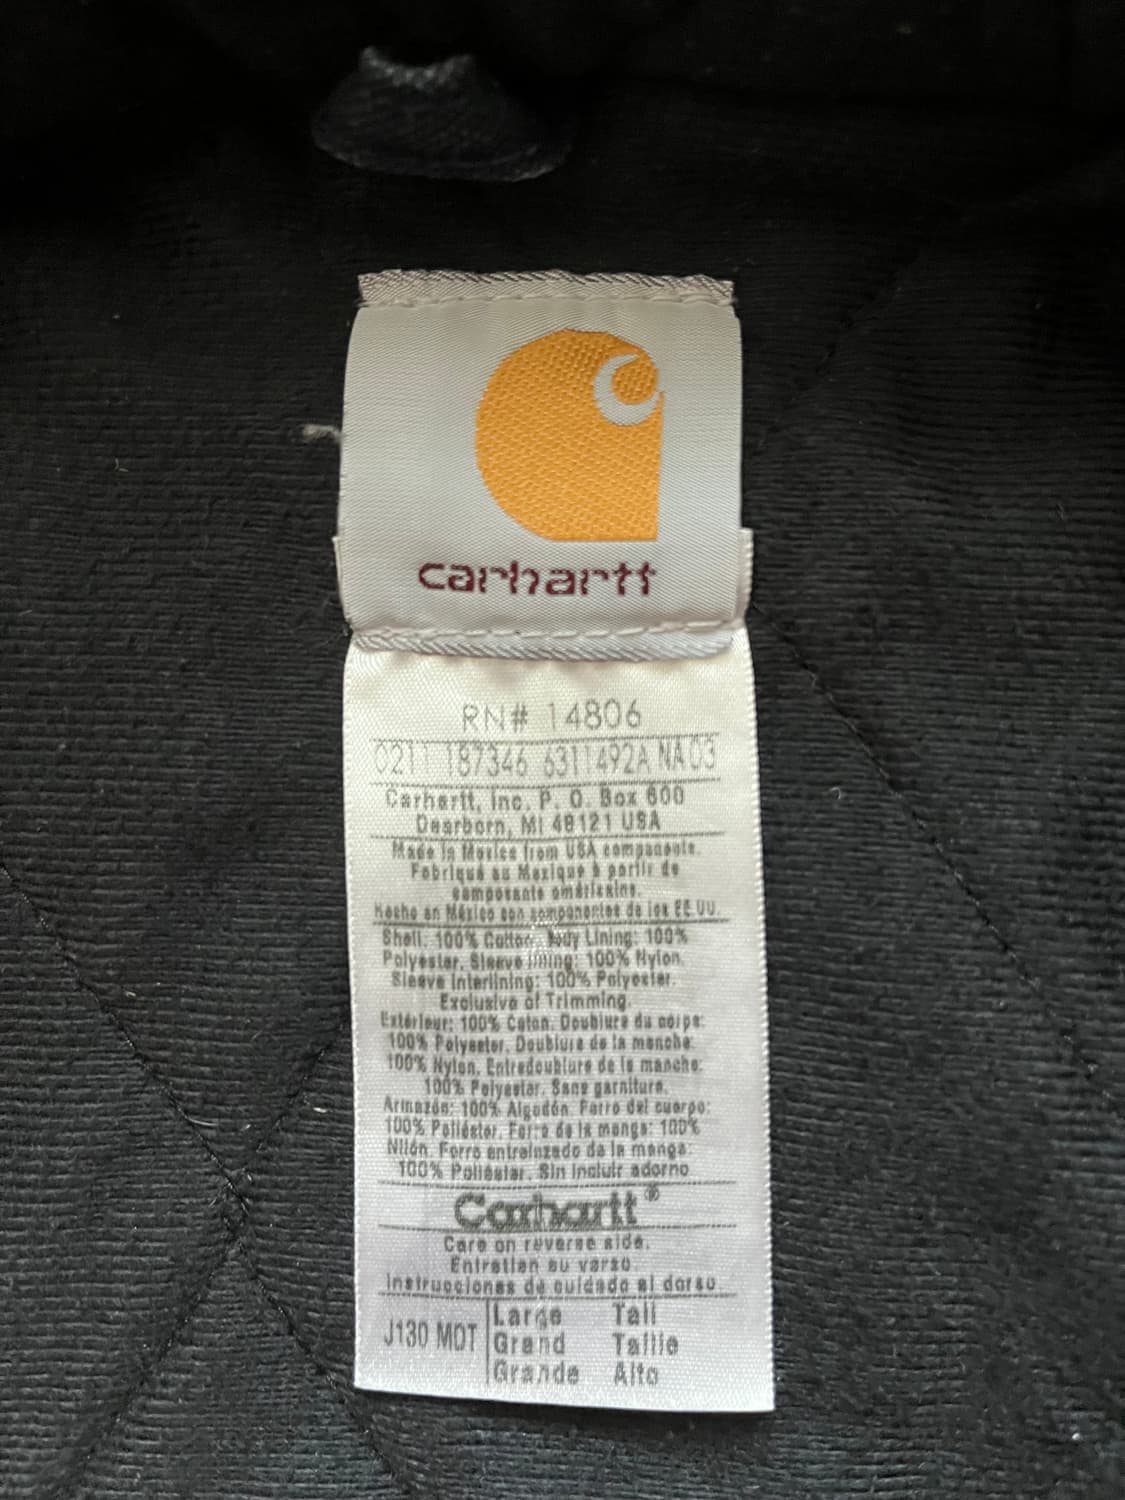 carhartt
RN# 14806
0211 187346 6311492A NA 03
Carhartt, Inc. P. O. Box 600
Dearborn, MI 48121 USA
Made in Mexico from USA components.
Fabriqué au Mexique à partir de
composants américains.
Hecho en México con componentes de los EE.UU.
Shell: 100% Cotton. Body Lining: 100%
Polyester. Sleeve lining: 100% Nylon.
Sleeve Interlining: 100% Polyester.
Exclusive of Trimming.
Extérieur: 100% Coton. Doublure du corps:
100% Polyester. Doublure de la manche:
100% Nylon. Entredoublure de la manche:
100% Polyester. Sans garniture.
Armazón: 100% Algodón. Forro del cuerpo:
100% Poliéster. Forro de la manga: 100%
Nilón. Forro entrelazado de la manga:
100% Poliéster. Sin incluir adorno
Carhartt®
Care on reverse side.
Entretien au verso.
Instrucciones de cuidado al dorso.
J130 MDT
Large Tall
Grand Taille
Grande Alto